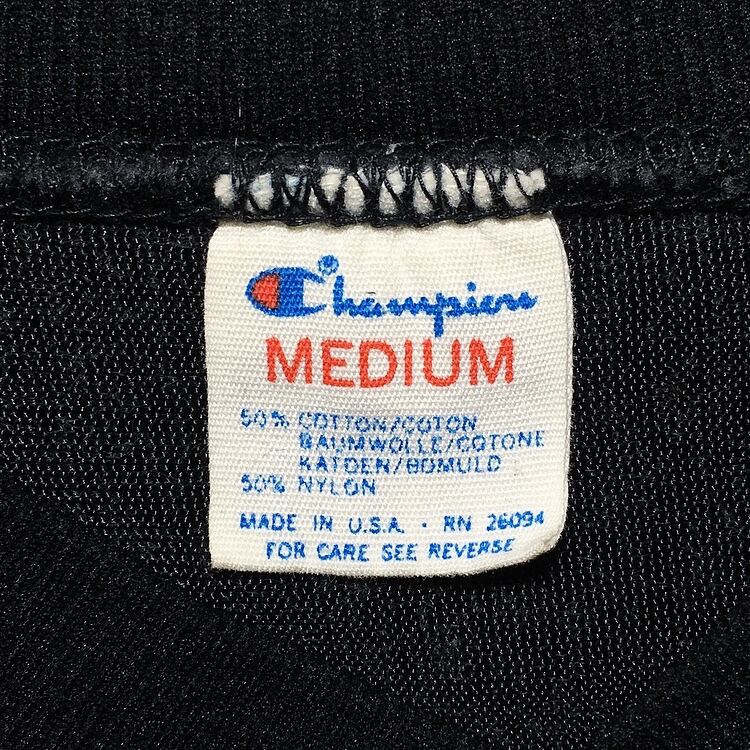 Champion®
MEDIUM
50% COTTON/COTON
BAUMWOLLE/COTONE
KATOEN/BOMULD
50% NYLON
MADE IN U.S.A. · RN 26094
FOR CARE SEE REVERSE